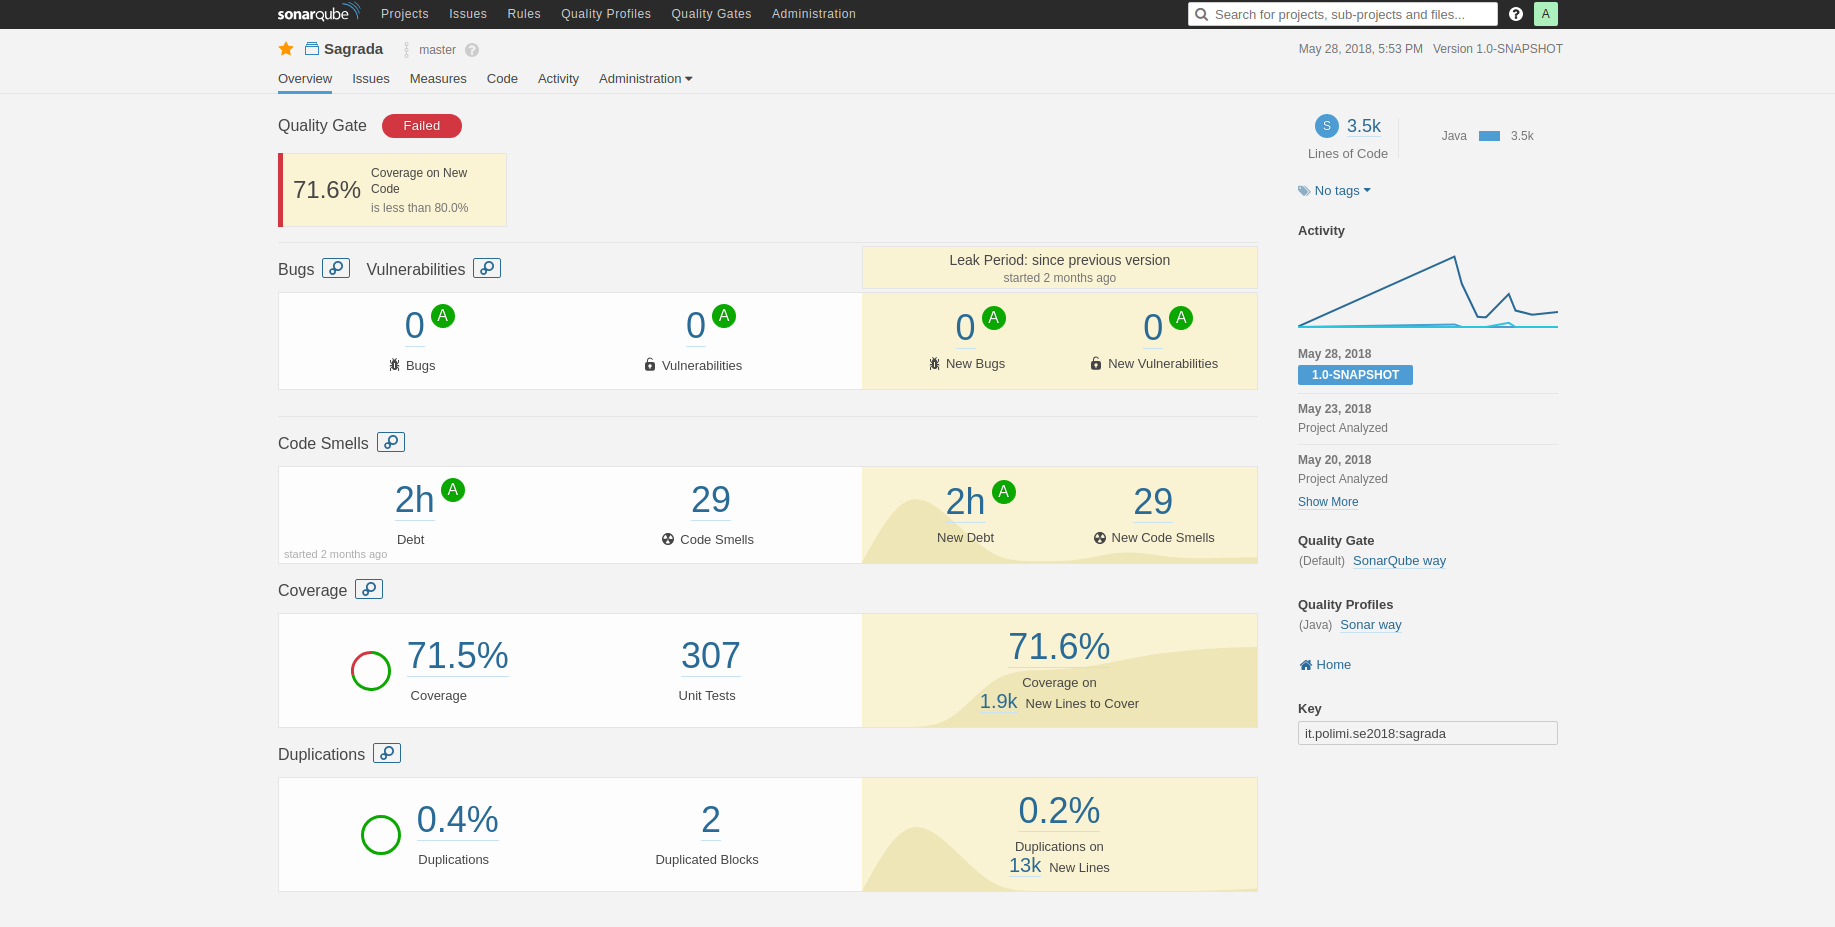 sonarqube Projects Issues Rules Quality Profiles Quality Gates Administration Search for projects, sub-projects and files... ? A
Sagrada master ? May 28, 2018, 5:53 PM Version 1.0-SNAPSHOT
Overview Issues Measures Code Activity Administration
Quality Gate Failed
71.6% Coverage on New
Code
is less than 80.0%
Bugs Vulnerabilities
Leak Period: since previous version
started 2 months ago
0 A 0 A 0 A 0 A
Bugs Vulnerabilities New Bugs New Vulnerabilities
Code Smells
2h A 29 2h A 29
Debt Code Smells New Debt New Code Smells
started 2 months ago
Coverage
71.5% 307 71.6%
Coverage Unit Tests Coverage on
1.9k New Lines to Cover
Duplications
0.4% 2 0.2%
Duplications Duplicated Blocks Duplications on
13k New Lines
S 3.5k Java 3.5k
Lines of Code
No tags
Activity
May 28, 2018
1.0-SNAPSHOT
May 23, 2018
Project Analyzed
May 20, 2018
Project Analyzed
Show More
Quality Gate
(Default) SonarQube way
Quality Profiles
(Java) Sonar way
Home
Key
it.polimi.se2018:sagrada